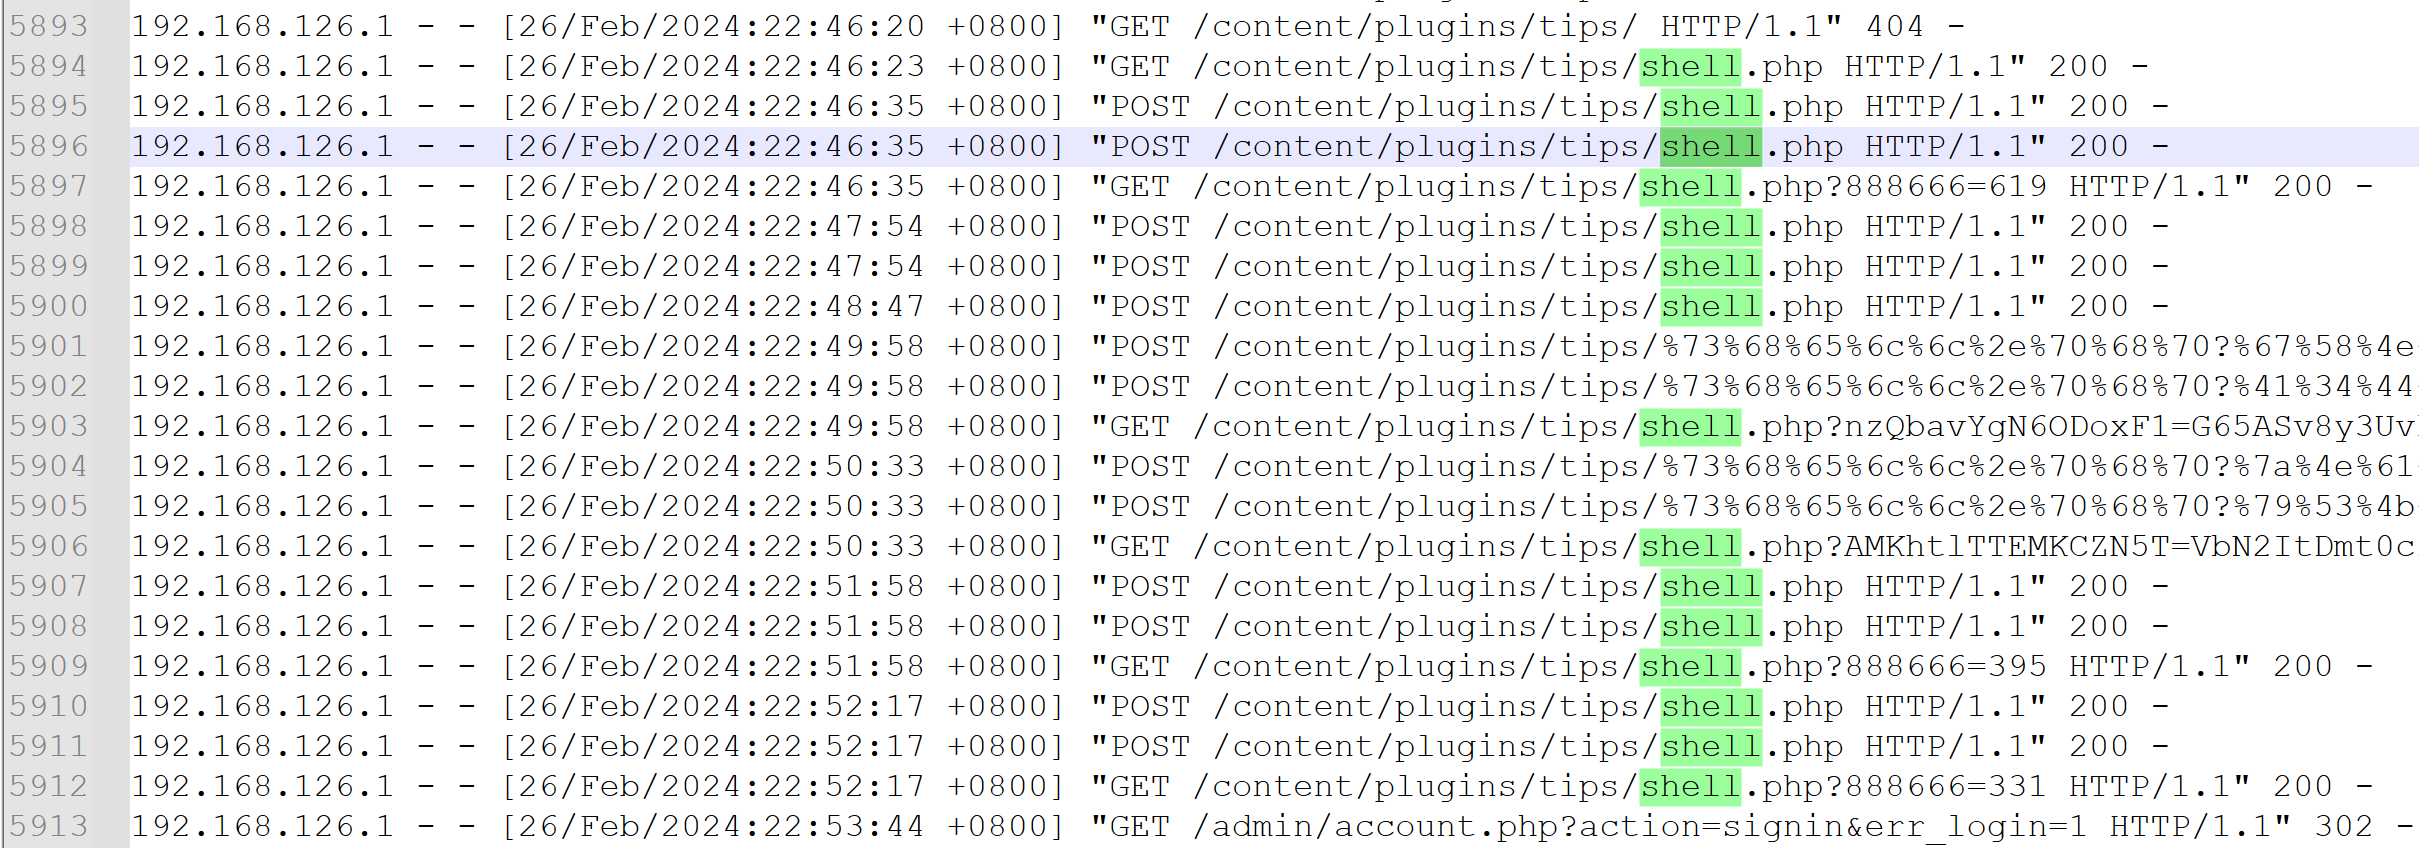 5893 192.168.126.1 - - [26/Feb/2024:22:46:20 +0800] "GET /content/plugins/tips/ HTTP/1.1" 404 -
5894 192.168.126.1 - - [26/Feb/2024:22:46:23 +0800] "GET /content/plugins/tips/shell.php HTTP/1.1" 200 -
5895 192.168.126.1 - - [26/Feb/2024:22:46:35 +0800] "POST /content/plugins/tips/shell.php HTTP/1.1" 200 -
5896 192.168.126.1 - - [26/Feb/2024:22:46:35 +0800] "POST /content/plugins/tips/shell.php HTTP/1.1" 200 -
5897 192.168.126.1 - - [26/Feb/2024:22:46:35 +0800] "GET /content/plugins/tips/shell.php?888666=619 HTTP/1.1" 200 -
5898 192.168.126.1 - - [26/Feb/2024:22:47:54 +0800] "POST /content/plugins/tips/shell.php HTTP/1.1" 200 -
5899 192.168.126.1 - - [26/Feb/2024:22:47:54 +0800] "POST /content/plugins/tips/shell.php HTTP/1.1" 200 -
5900 192.168.126.1 - - [26/Feb/2024:22:48:47 +0800] "POST /content/plugins/tips/shell.php HTTP/1.1" 200 -
5901 192.168.126.1 - - [26/Feb/2024:22:49:58 +0800] "POST /content/plugins/tips/%73%68%65%6c%6c%2e%70%68%70?%67%58%4e
5902 192.168.126.1 - - [26/Feb/2024:22:49:58 +0800] "POST /content/plugins/tips/%73%68%65%6c%6c%2e%70%68%70?%41%34%44
5903 192.168.126.1 - - [26/Feb/2024:22:49:58 +0800] "GET /content/plugins/tips/shell.php?nzQbavYgN6ODoxF1=G65ASv8y3Uv
5904 192.168.126.1 - - [26/Feb/2024:22:50:33 +0800] "POST /content/plugins/tips/%73%68%65%6c%6c%2e%70%68%70?%7a%4e%61
5905 192.168.126.1 - - [26/Feb/2024:22:50:33 +0800] "POST /content/plugins/tips/%73%68%65%6c%6c%2e%70%68%70?%79%53%4b
5906 192.168.126.1 - - [26/Feb/2024:22:50:33 +0800] "GET /content/plugins/tips/shell.php?AMKhtlTTEMKCZN5T=VbN2ItDmt0c
5907 192.168.126.1 - - [26/Feb/2024:22:51:58 +0800] "POST /content/plugins/tips/shell.php HTTP/1.1" 200 -
5908 192.168.126.1 - - [26/Feb/2024:22:51:58 +0800] "POST /content/plugins/tips/shell.php HTTP/1.1" 200 -
5909 192.168.126.1 - - [26/Feb/2024:22:51:58 +0800] "GET /content/plugins/tips/shell.php?888666=395 HTTP/1.1" 200 -
5910 192.168.126.1 - - [26/Feb/2024:22:52:17 +0800] "POST /content/plugins/tips/shell.php HTTP/1.1" 200 -
5911 192.168.126.1 - - [26/Feb/2024:22:52:17 +0800] "POST /content/plugins/tips/shell.php HTTP/1.1" 200 -
5912 192.168.126.1 - - [26/Feb/2024:22:52:17 +0800] "GET /content/plugins/tips/shell.php?888666=331 HTTP/1.1" 200 -
5913 192.168.126.1 - - [26/Feb/2024:22:53:44 +0800] "GET /admin/account.php?action=signin&err_login=1 HTTP/1.1" 302 -